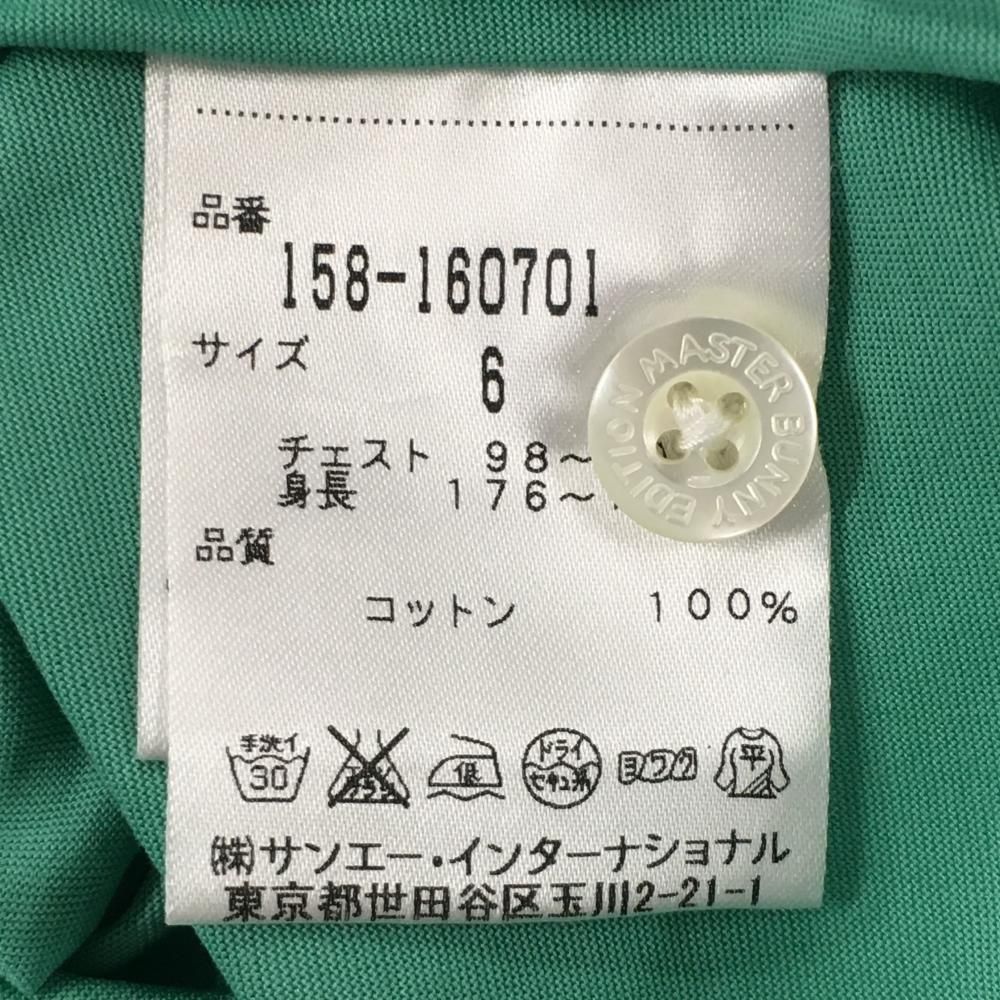 品番
158-160701
サイズ 6
チェスト 98～
身長 176～
品質
コットン 100%
手洗イ 30
低
ドライ セキユ系
ヨワク
平
(株)サンエー・インターナショナル
東京都世田谷区玉川2-21-1
MASTER BUNNY EDITION